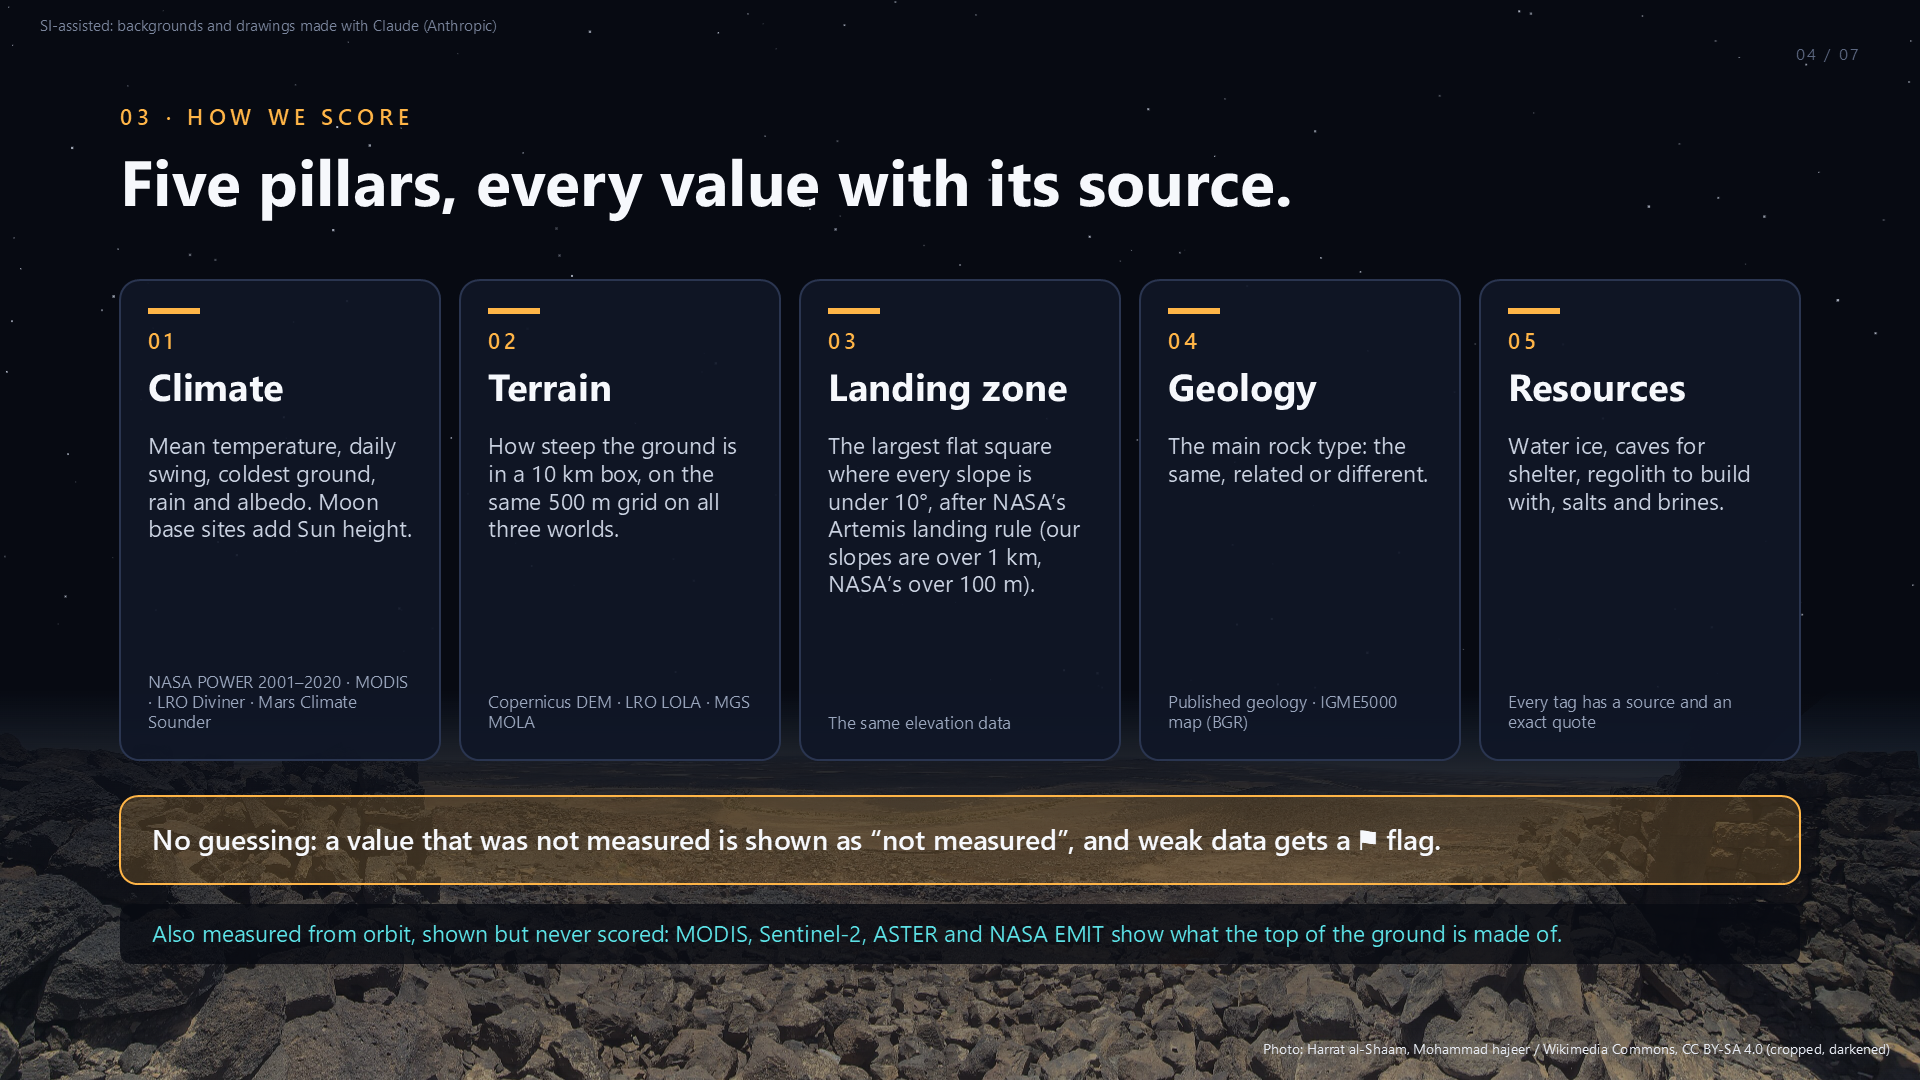 SI-assisted: backgrounds and drawings made with Claude (Anthropic)
04 / 07
03 · HOW WE SCORE
Five pillars, every value with its source.
01
Climate
Mean temperature, daily
swing, coldest ground,
rain and albedo. Moon
base sites add Sun height.
NASA POWER 2001–2020 · MODIS
· LRO Diviner · Mars Climate
Sounder
02
Terrain
How steep the ground is
in a 10 km box, on the
same 500 m grid on all
three worlds.
Copernicus DEM · LRO LOLA · MGS
MOLA
03
Landing zone
The largest flat square
where every slope is
under 10°, after NASA’s
Artemis landing rule (our
slopes are over 1 km,
NASA’s over 100 m).
The same elevation data
04
Geology
The main rock type: the
same, related or different.
Published geology · IGME5000
map (BGR)
05
Resources
Water ice, caves for
shelter, regolith to build
with, salts and brines.
Every tag has a source and an
exact quote
No guessing: a value that was not measured is shown as “not measured”, and weak data gets a ⚑ flag.
Also measured from orbit, shown but never scored: MODIS, Sentinel-2, ASTER and NASA EMIT show what the top of the ground is made of.
Photo: Harrat al-Shaam, Mohammad hajeer / Wikimedia Commons, CC BY-SA 4.0 (cropped, darkened)